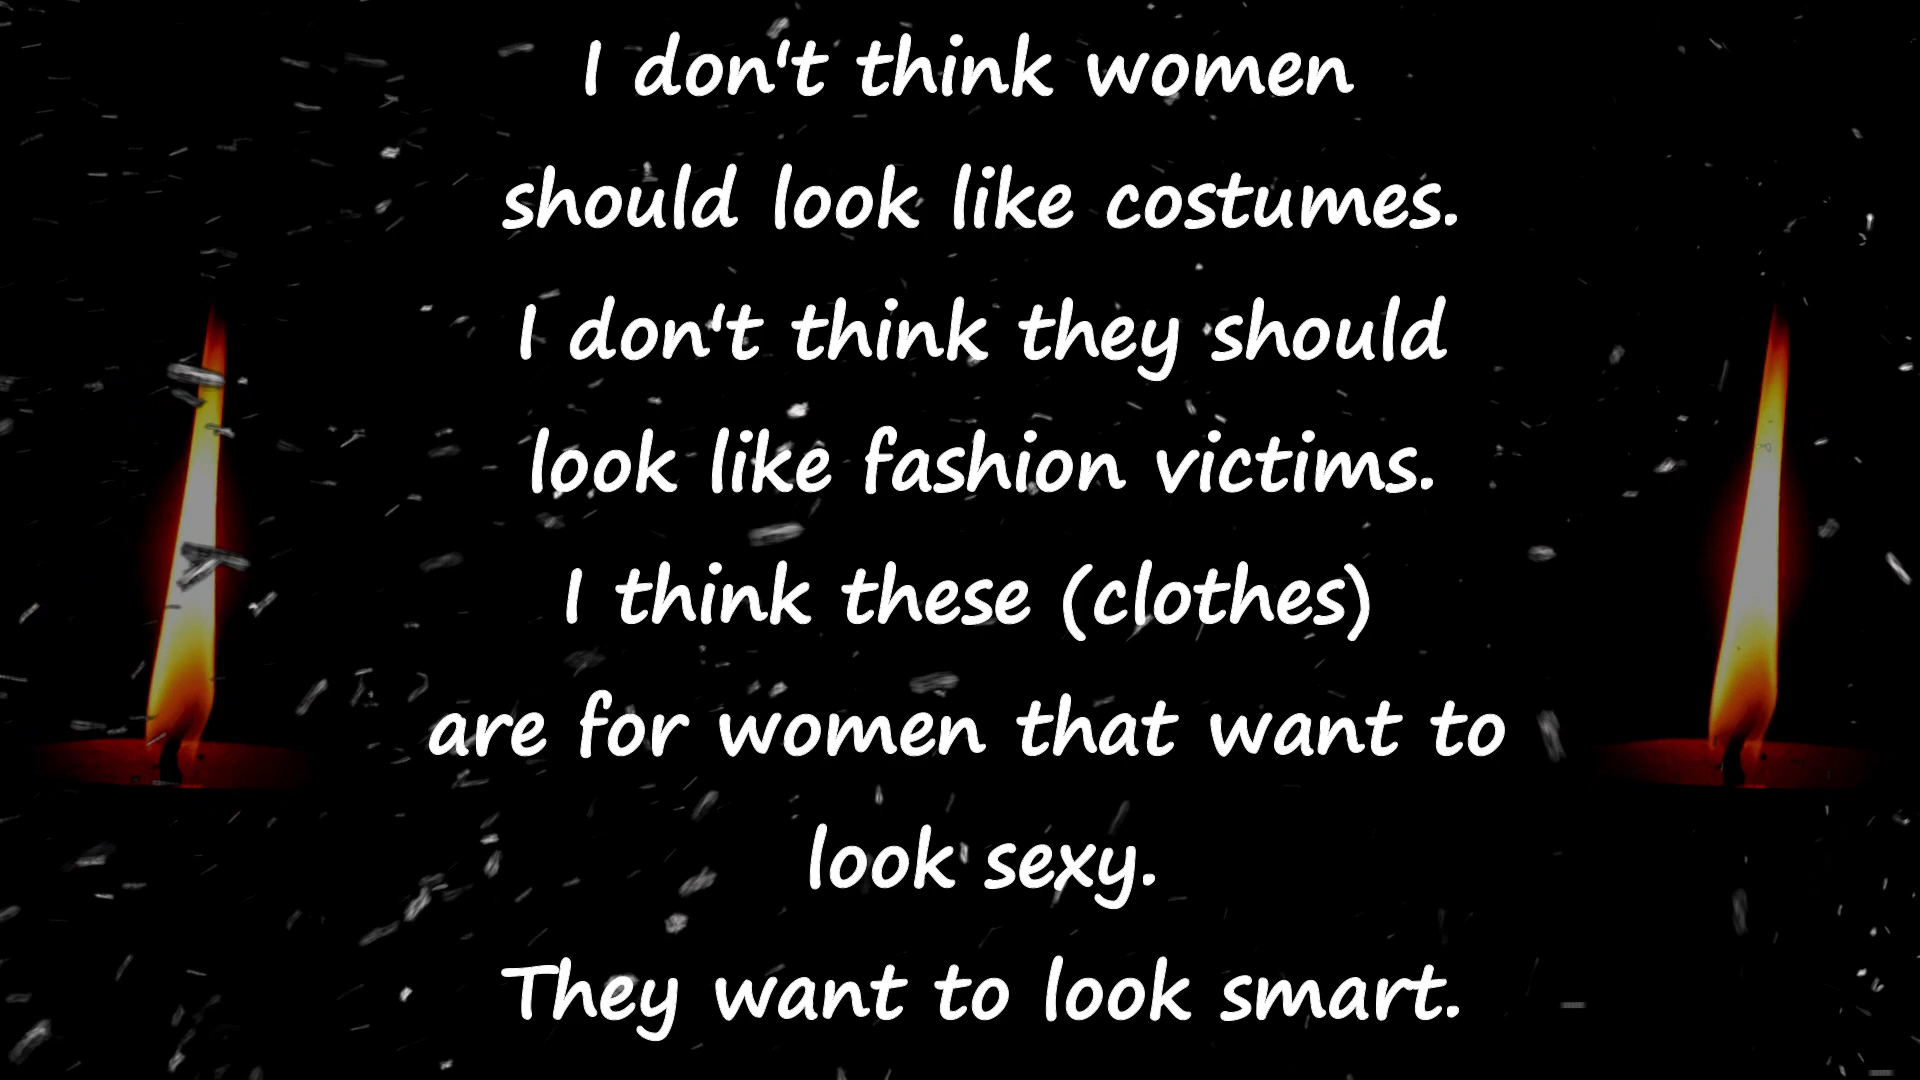 I don't think women
should look like costumes.
I don't think they should
look like fashion victims.
I think these (clothes)
are for women that want to
look sexy.
They want to look smart.